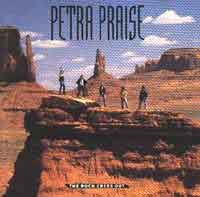 PETRA PRAISE
THE ROCK CRIES OUT